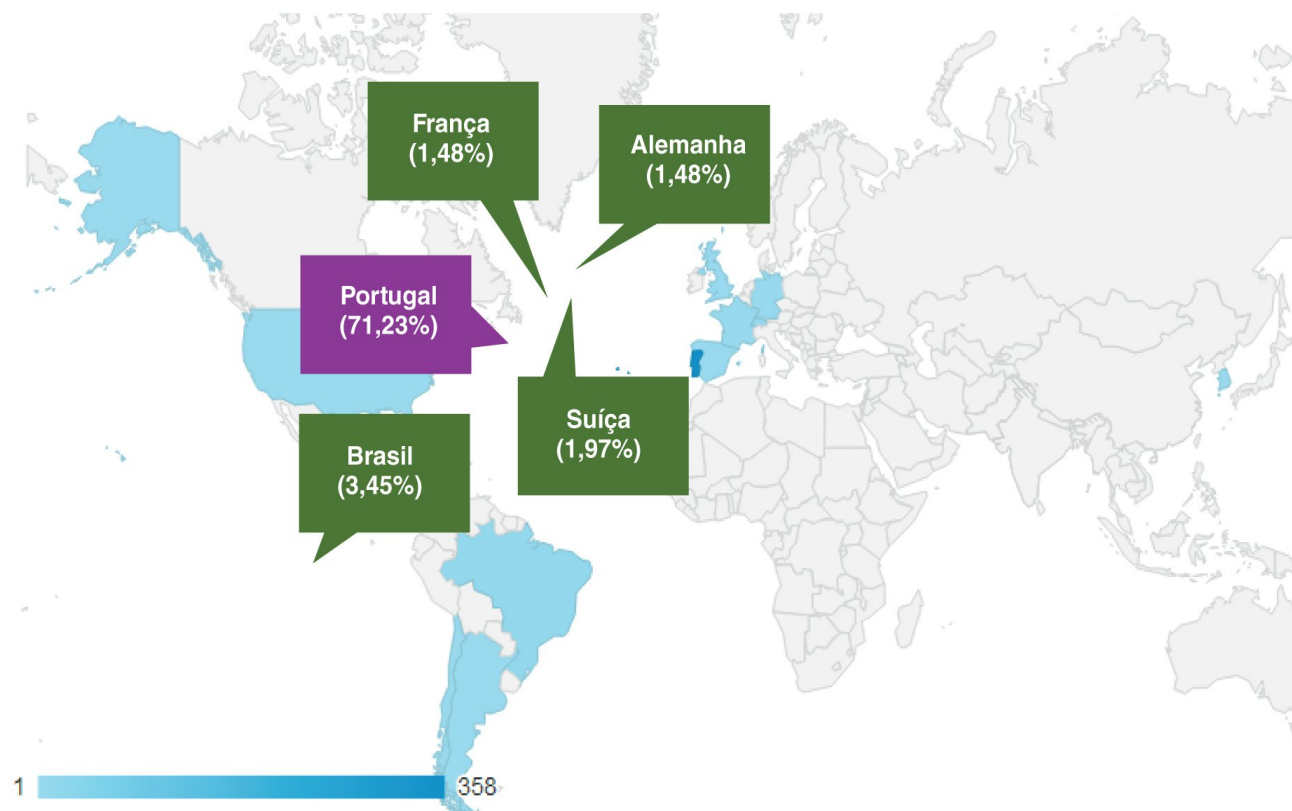 França
(1,48%)
Alemanha
(1,48%)
Portugal
(71,23%)
Suíça
(1,97%)
Brasil
(3,45%)
1
358